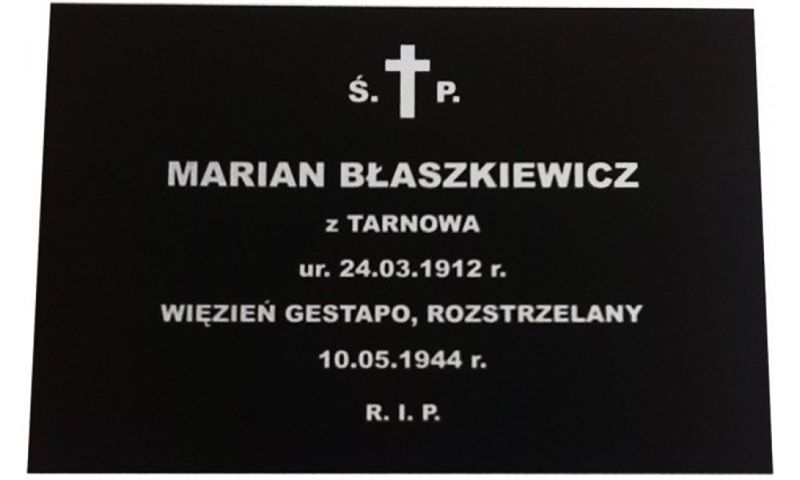 Ś. P.
MARIAN BŁASZKIEWICZ
z TARNOWA
ur. 24.03.1912 r.
WIĘZIEŃ GESTAPO, ROZSTRZELANY
10.05.1944 r.
R. I. P.